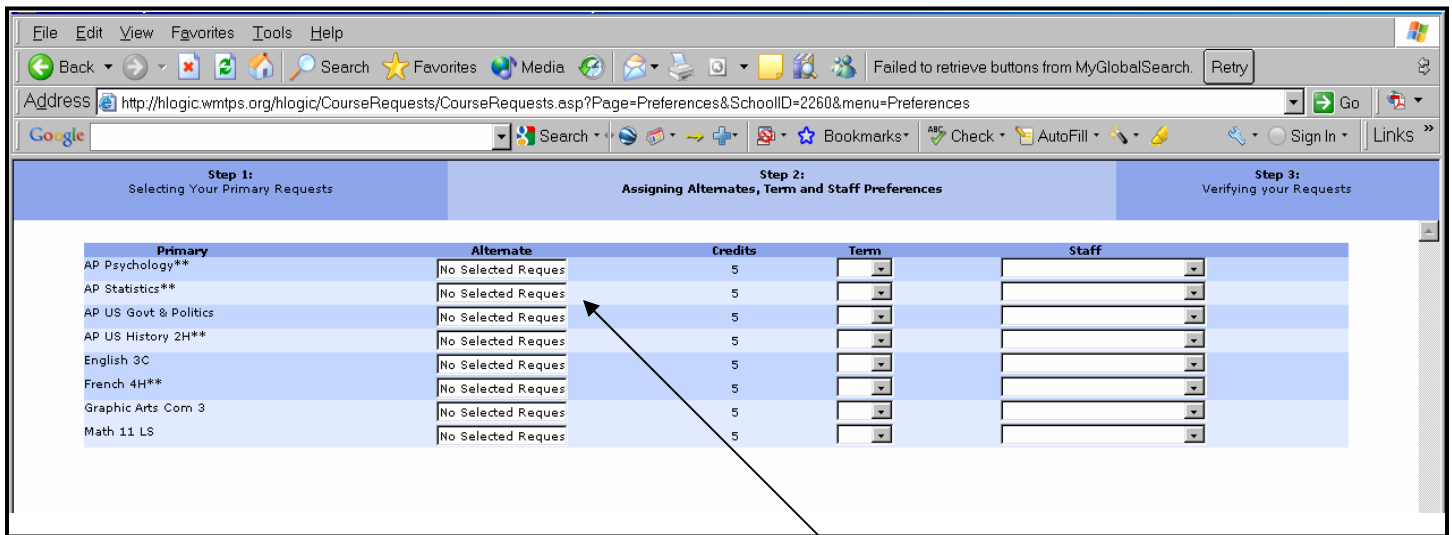 File Edit View Favorites Tools Help
Back Search Favorites Media Failed to retrieve buttons from MyGlobalSearch. Retry
Address http://hlogic.wmtps.org/hlogic/CourseRequests/CourseRequests.asp?Page=Preferences&SchoolID=2260&menu=Preferences Go
Google Search Bookmarks ABC Check AutoFill Sign In Links »
Step 1: Step 2: Step 3:
Selecting Your Primary Requests Assigning Alternates, Term and Staff Preferences Verifying your Requests
Primary Alternate Credits Term Staff
AP Psychology** No Selected Reques 5
AP Statistics** No Selected Reques 5
AP US Govt & Politics No Selected Reques 5
AP US History 2H** No Selected Reques 5
English 3C No Selected Reques 5
French 4H** No Selected Reques 5
Graphic Arts Com 3 No Selected Reques 5
Math 11 LS No Selected Reques 5